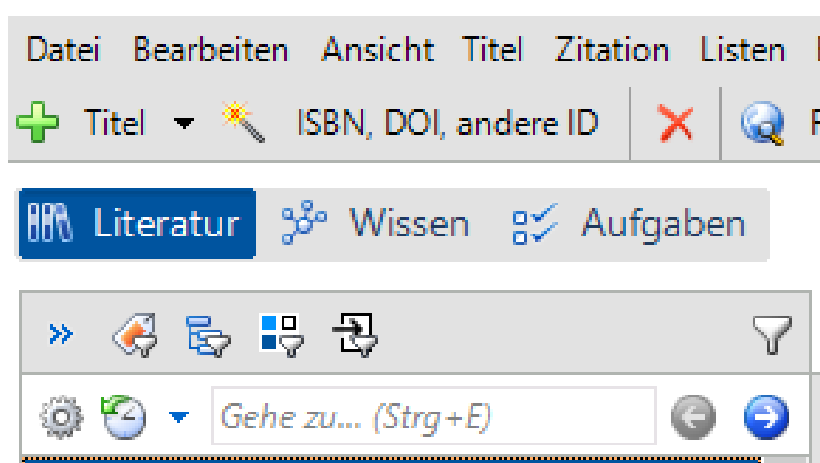 Datei Bearbeiten Ansicht Titel Zitation Listen
Titel ISBN, DOI, andere ID
Literatur Wissen Aufgaben
Gehe zu... (Strg+E)